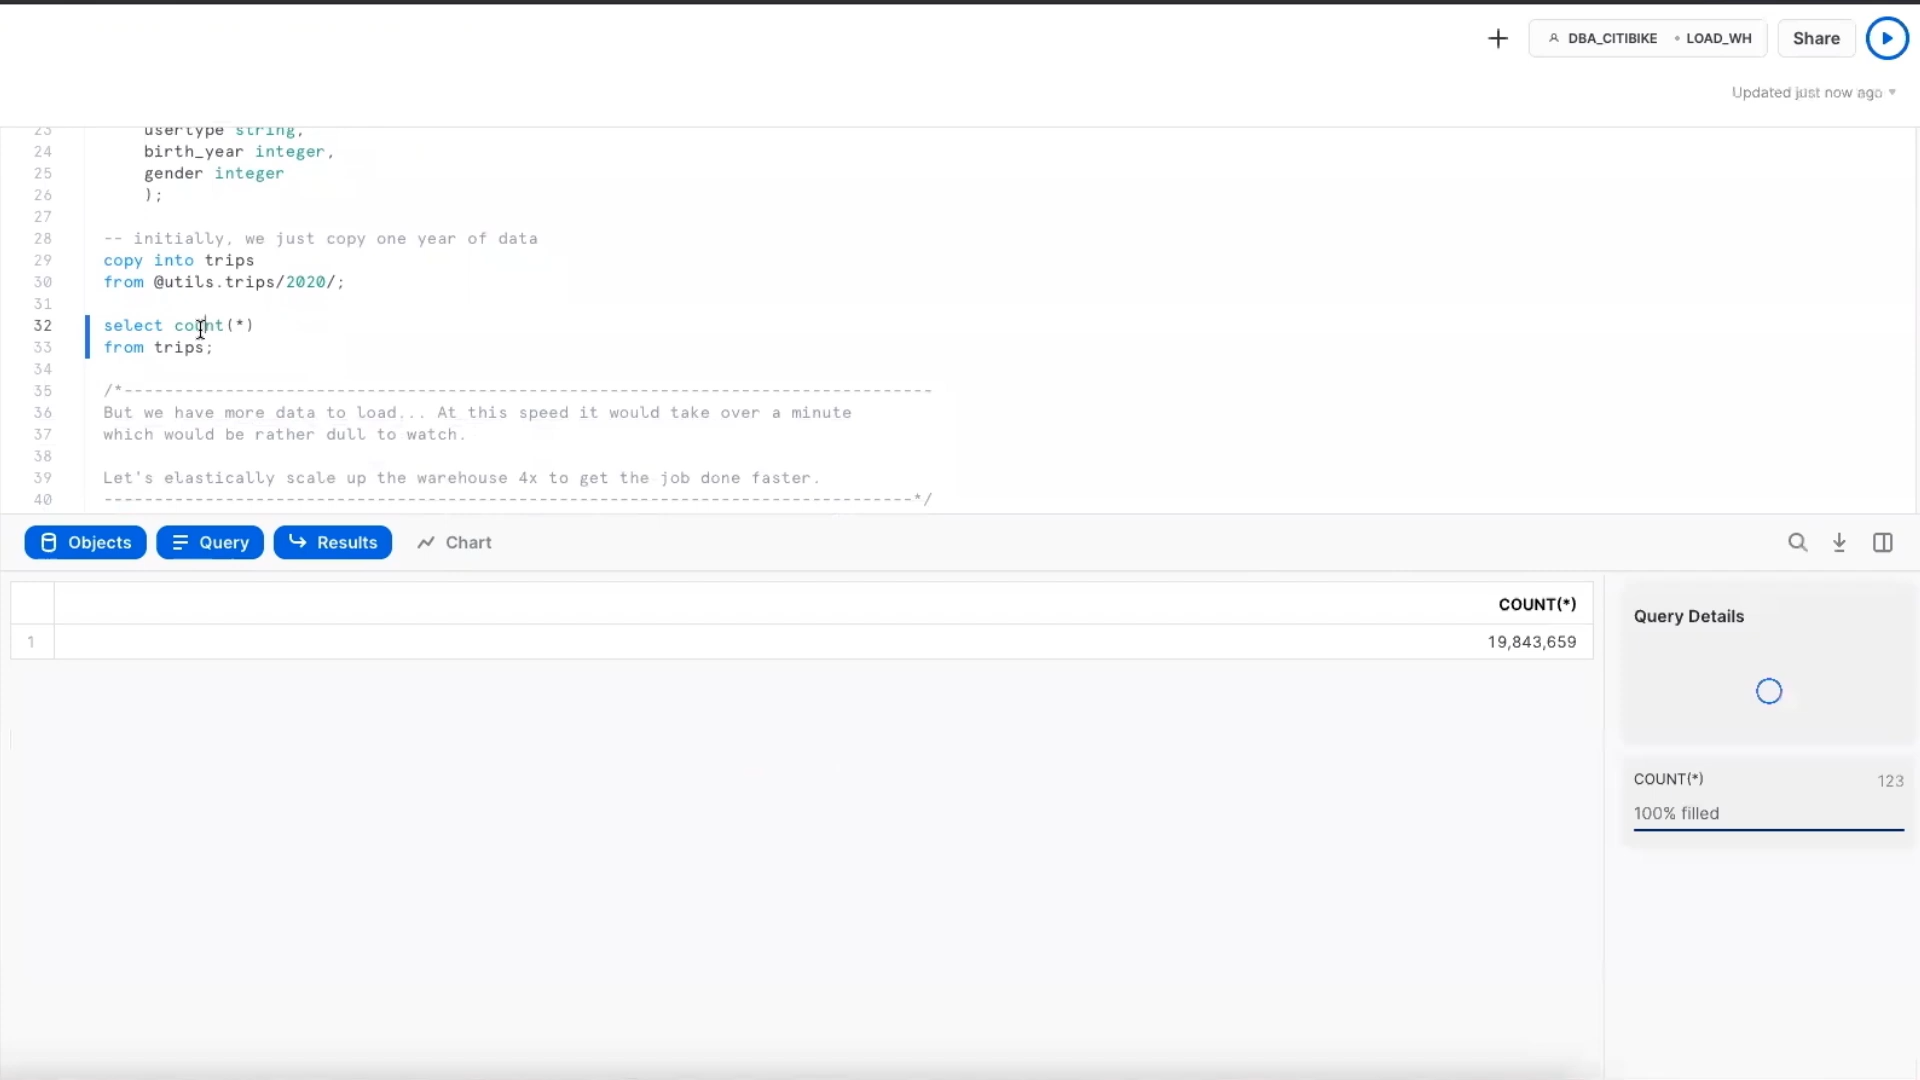 DBA_CITIBIKE • LOAD_WH
Share
Updated just now ago
23 usertype string,
24 birth_year integer,
25 gender integer
26 );
27
28 -- initially, we just copy one year of data
29 copy into trips
30 from @utils.trips/2020/;
31
32 select count(*)
33 from trips;
34
35 /*--------------------------------------------------------------------------------
36 But we have more data to load... At this speed it would take over a minute
37 which would be rather dull to watch.
38
39 Let's elastically scale up the warehouse 4x to get the job done faster.
40 --------------------------------------------------------------------------------*/
Objects Query Results Chart
COUNT(*)
1 19,843,659
Query Details
COUNT(*) 123
100% filled